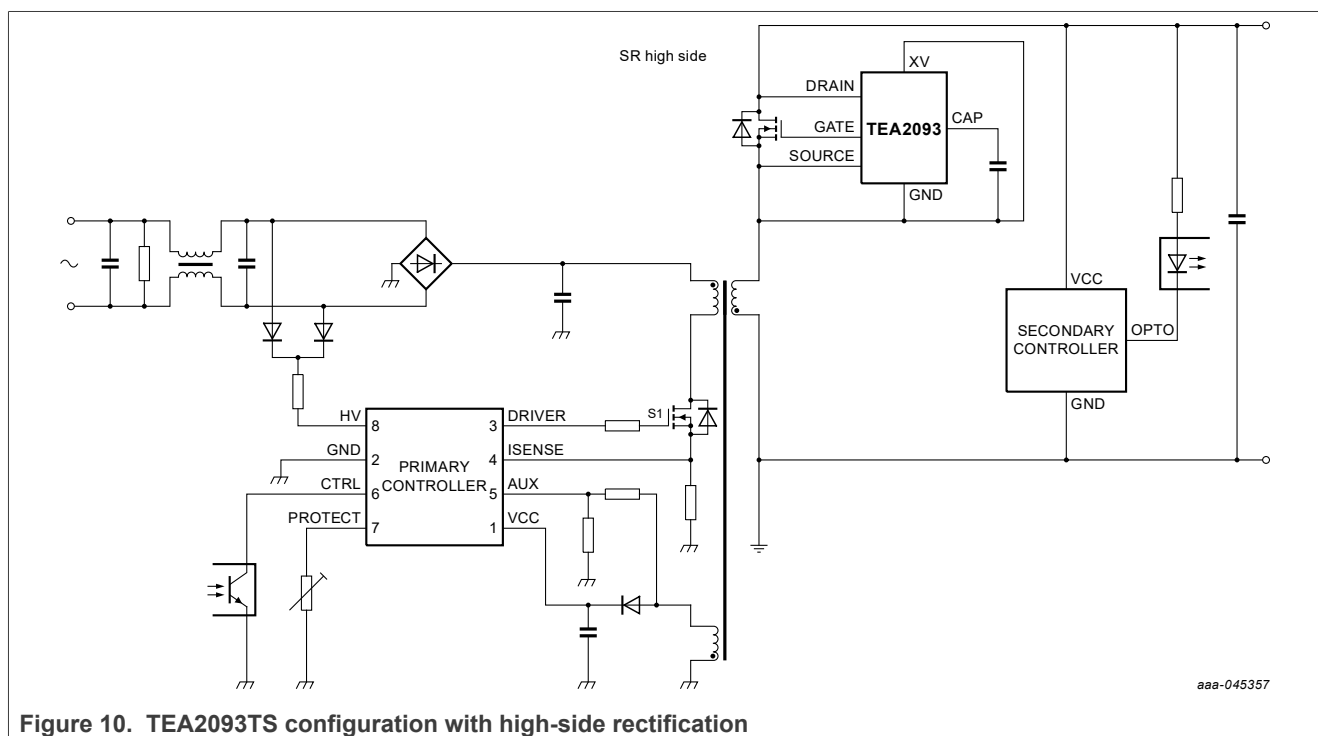 SR high side
XV
DRAIN
GATE
TEA2093
CAP
SOURCE
GND
VCC
SECONDARY
CONTROLLER
OPTO
GND
S1
HV
8
3
DRIVER
GND
2
4
ISENSE
PRIMARY
CONTROLLER
CTRL
6
5
AUX
PROTECT
7
1
VCC
aaa-045357
Figure 10. TEA2093TS configuration with high-side rectification